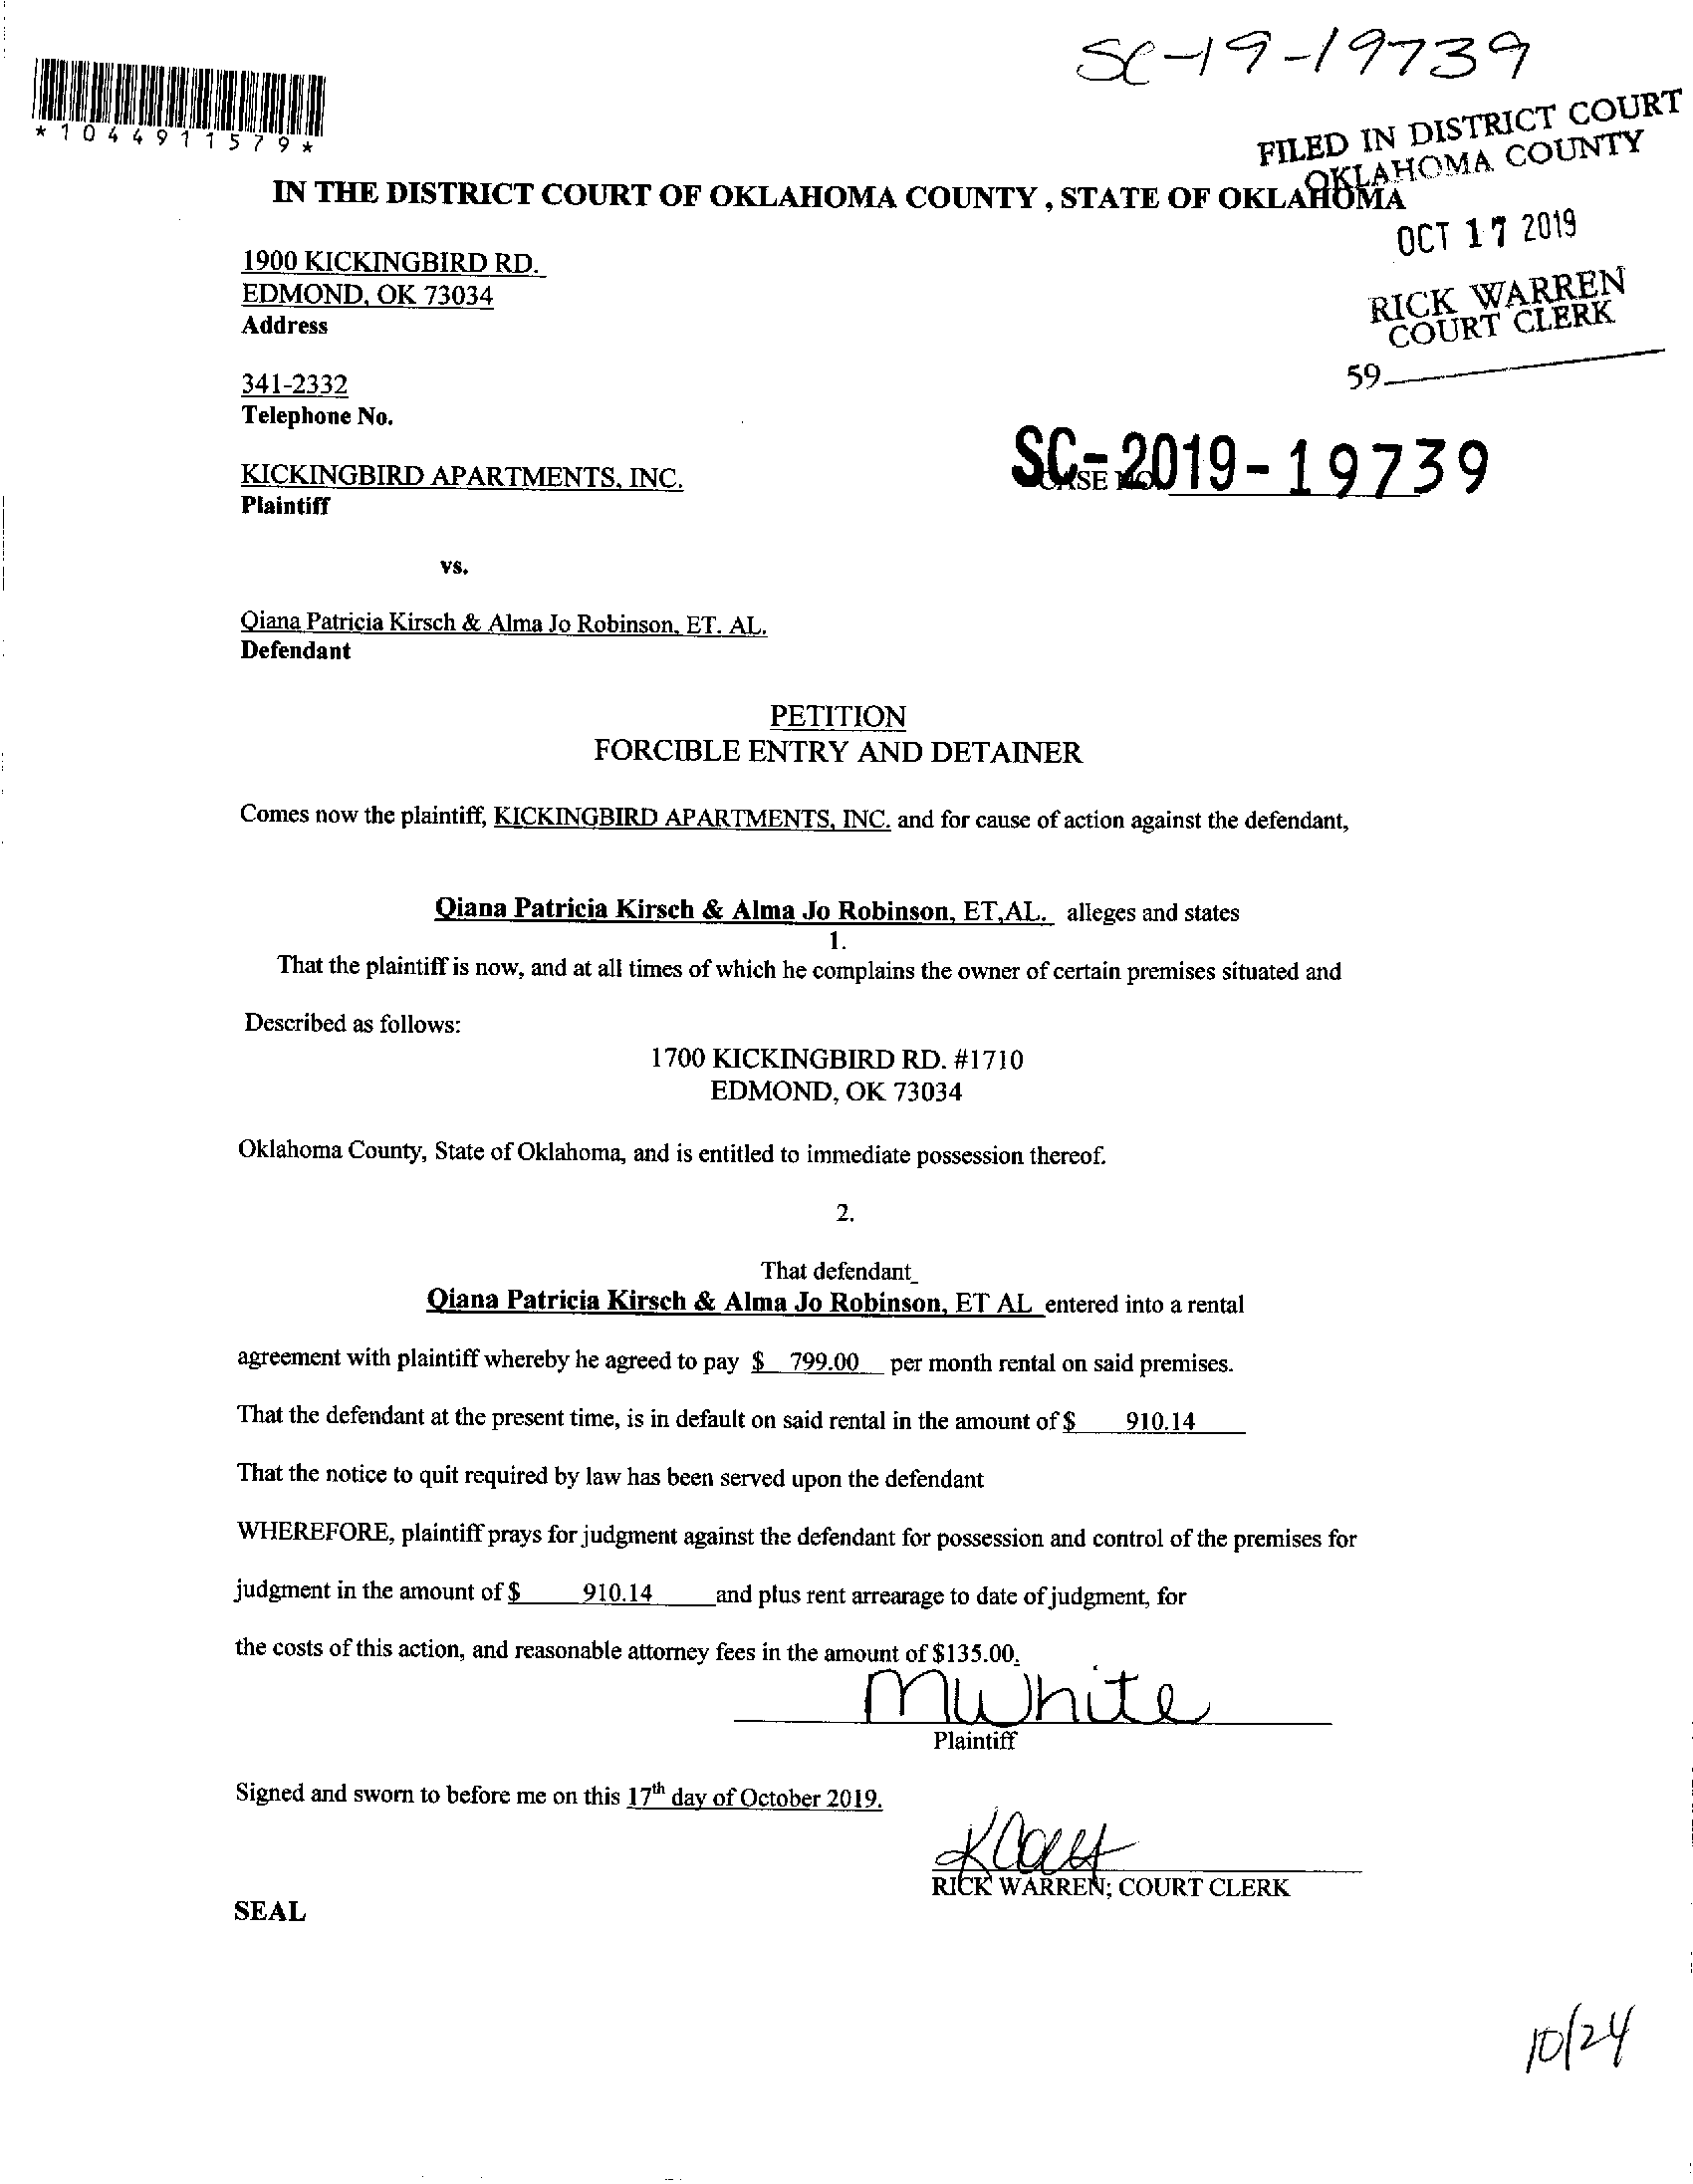 SC-19-19739
*1044911579*
FILED IN DISTRICT COURT
OKLAHOMA COUNTY
IN THE DISTRICT COURT OF OKLAHOMA COUNTY , STATE OF OKLAHOMA
OCT 17 2019
1900 KICKINGBIRD RD.
EDMOND, OK 73034
Address
RICK WARREN
COURT CLERK
59
341-2332
Telephone No.
SC-2019-19739
CASE NO.
KICKINGBIRD APARTMENTS, INC.
Plaintiff
vs.
Qiana Patricia Kirsch & Alma Jo Robinson, ET. AL.
Defendant
PETITION
FORCIBLE ENTRY AND DETAINER
Comes now the plaintiff, KICKINGBIRD APARTMENTS, INC. and for cause of action against the defendant,
Qiana Patricia Kirsch & Alma Jo Robinson, ET,AL. alleges and states
1.
That the plaintiff is now, and at all times of which he complains the owner of certain premises situated and
Described as follows:
1700 KICKINGBIRD RD. #1710
EDMOND, OK 73034
Oklahoma County, State of Oklahoma, and is entitled to immediate possession thereof.
2.
That defendant
Qiana Patricia Kirsch & Alma Jo Robinson, ET AL entered into a rental
agreement with plaintiff whereby he agreed to pay $ 799.00 per month rental on said premises.
That the defendant at the present time, is in default on said rental in the amount of $ 910.14
That the notice to quit required by law has been served upon the defendant
WHEREFORE, plaintiff prays for judgment against the defendant for possession and control of the premises for
judgment in the amount of $ 910.14 and plus rent arrearage to date of judgment, for
the costs of this action, and reasonable attorney fees in the amount of $135.00.
MWhite
Plaintiff
Signed and sworn to before me on this 17th day of October 2019.
RICK WARREN; COURT CLERK
SEAL
10/24